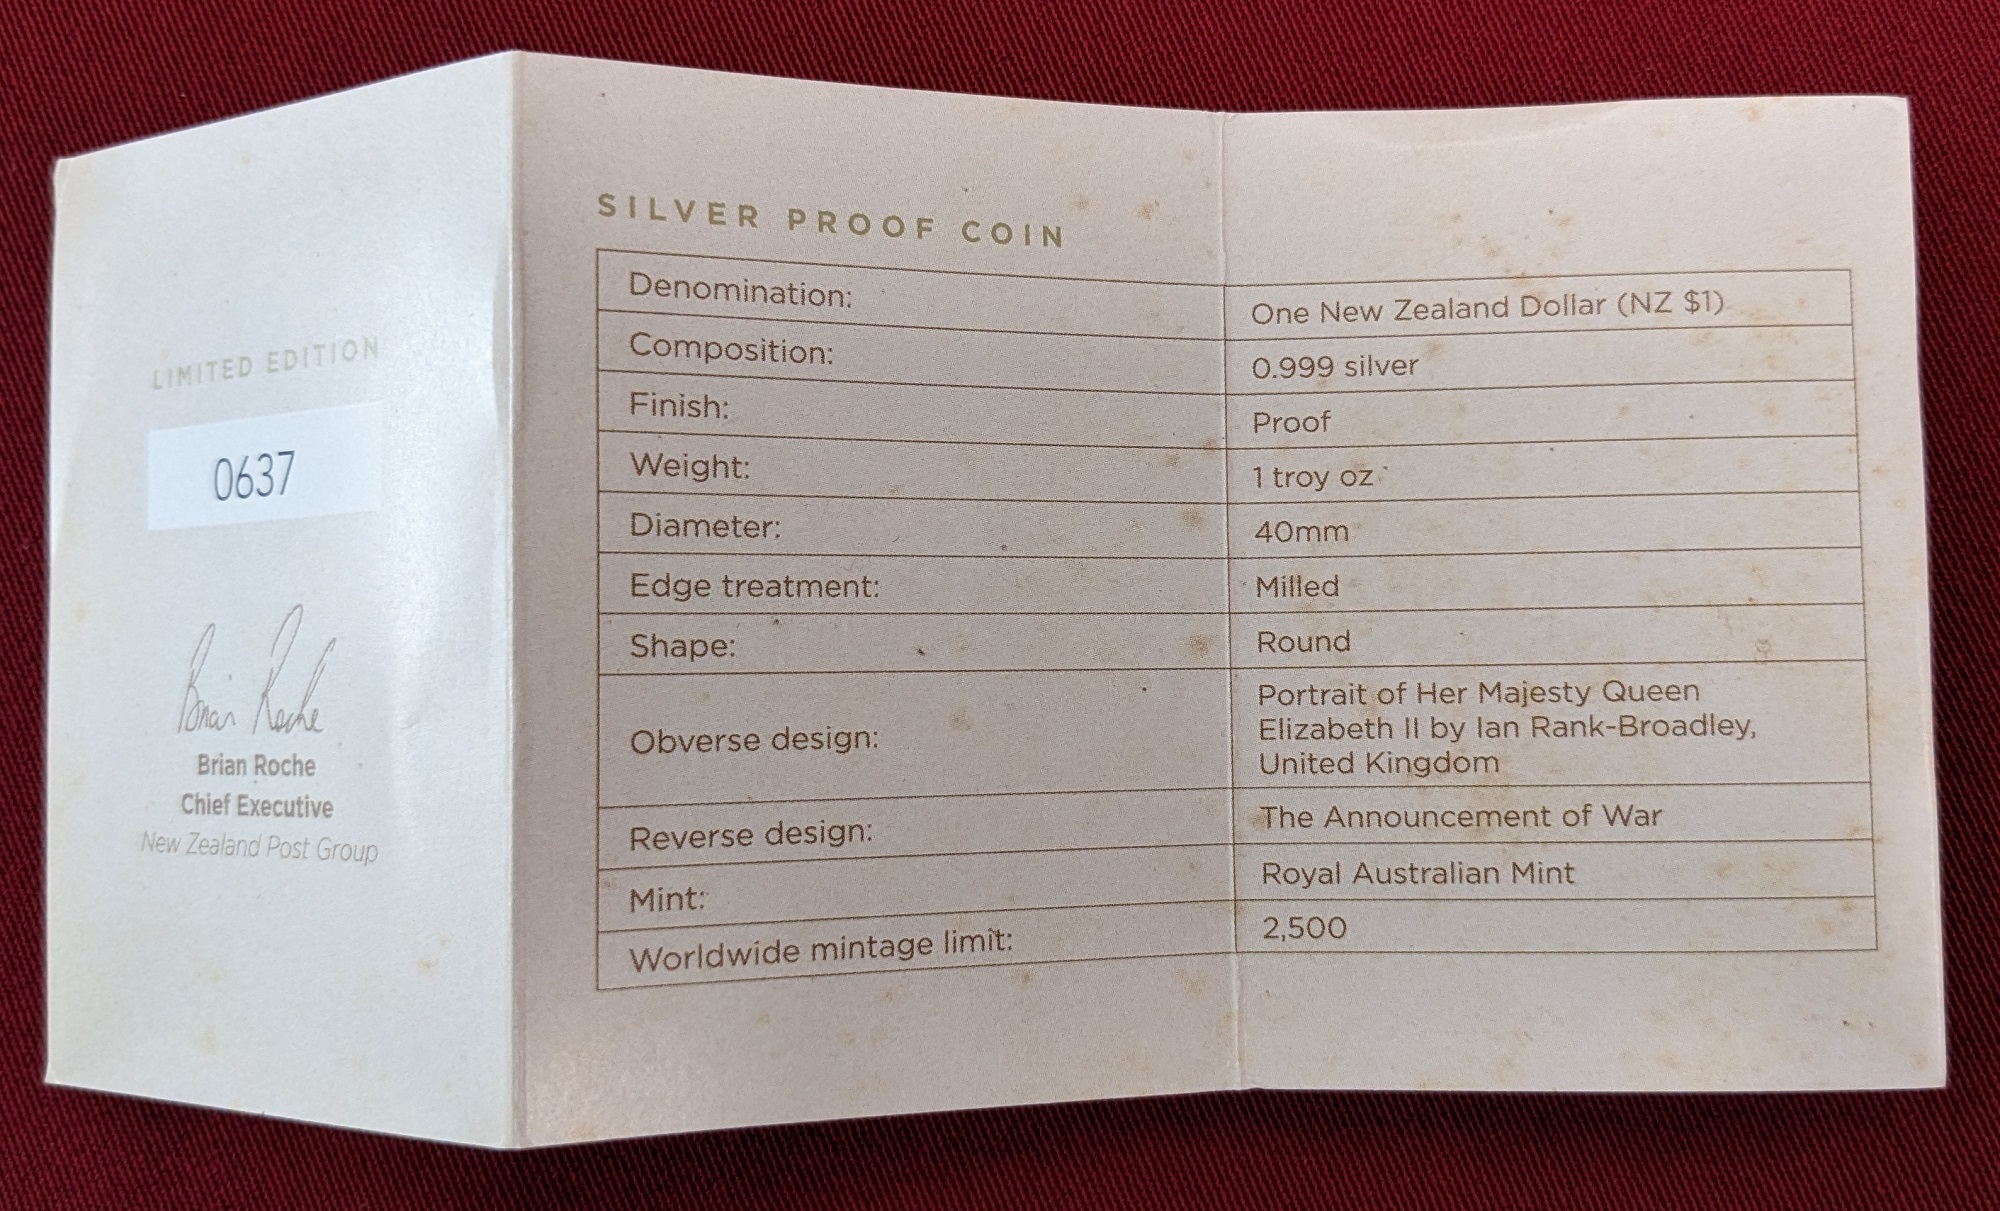 LIMITED EDITION
0637
Brian Roche
Brian Roche
Chief Executive
New Zealand Post Group
SILVER PROOF COIN
Denomination: One New Zealand Dollar (NZ $1)
Composition: 0.999 silver
Finish: Proof
Weight: 1 troy oz
Diameter: 40mm
Edge treatment: Milled
Shape: Round
Obverse design: Portrait of Her Majesty Queen
Elizabeth II by Ian Rank-Broadley,
United Kingdom
Reverse design: The Announcement of War
Mint: Royal Australian Mint
Worldwide mintage limit: 2,500